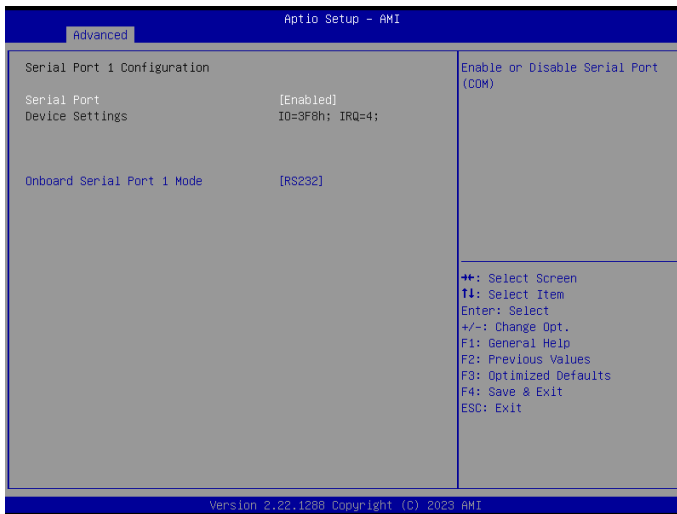 Aptio Setup – AMI
Advanced
Serial Port 1 Configuration
Serial Port [Enabled]
Device Settings IO=3F8h; IRQ=4;
Onboard Serial Port 1 Mode [RS232]
Enable or Disable Serial Port
(COM)
→←: Select Screen
↑↓: Select Item
Enter: Select
+/-: Change Opt.
F1: General Help
F2: Previous Values
F3: Optimized Defaults
F4: Save & Exit
ESC: Exit
Version 2.22.1288 Copyright (C) 2023 AMI